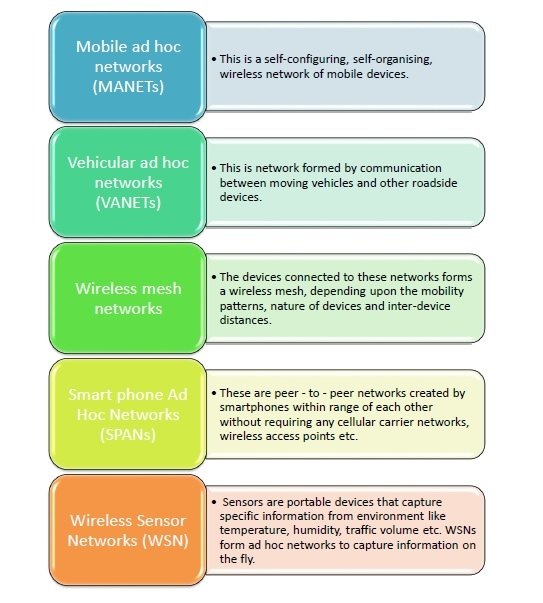 Mobile ad hoc
networks
(MANETs)
• This is a self-configuring, self-organising,
wireless network of mobile devices.
Vehicular ad hoc
networks
(VANETs)
• This is network formed by communication
between moving vehicles and other roadside
devices.
Wireless mesh
networks
• The devices connected to these networks forms
a wireless mesh, depending upon the mobility
patterns, nature of devices and inter-device
distances.
Smart phone Ad
Hoc Networks
(SPANs)
• These are peer - to - peer networks created by
smartphones within range of each other
without requiring any cellular carrier networks,
wireless access points etc.
Wireless Sensor
Networks (WSN)
• Sensors are portable devices that capture
specific information from environment like
temperature, humidity, traffic volume etc. WSNs
form ad hoc networks to capture information on
the fly.